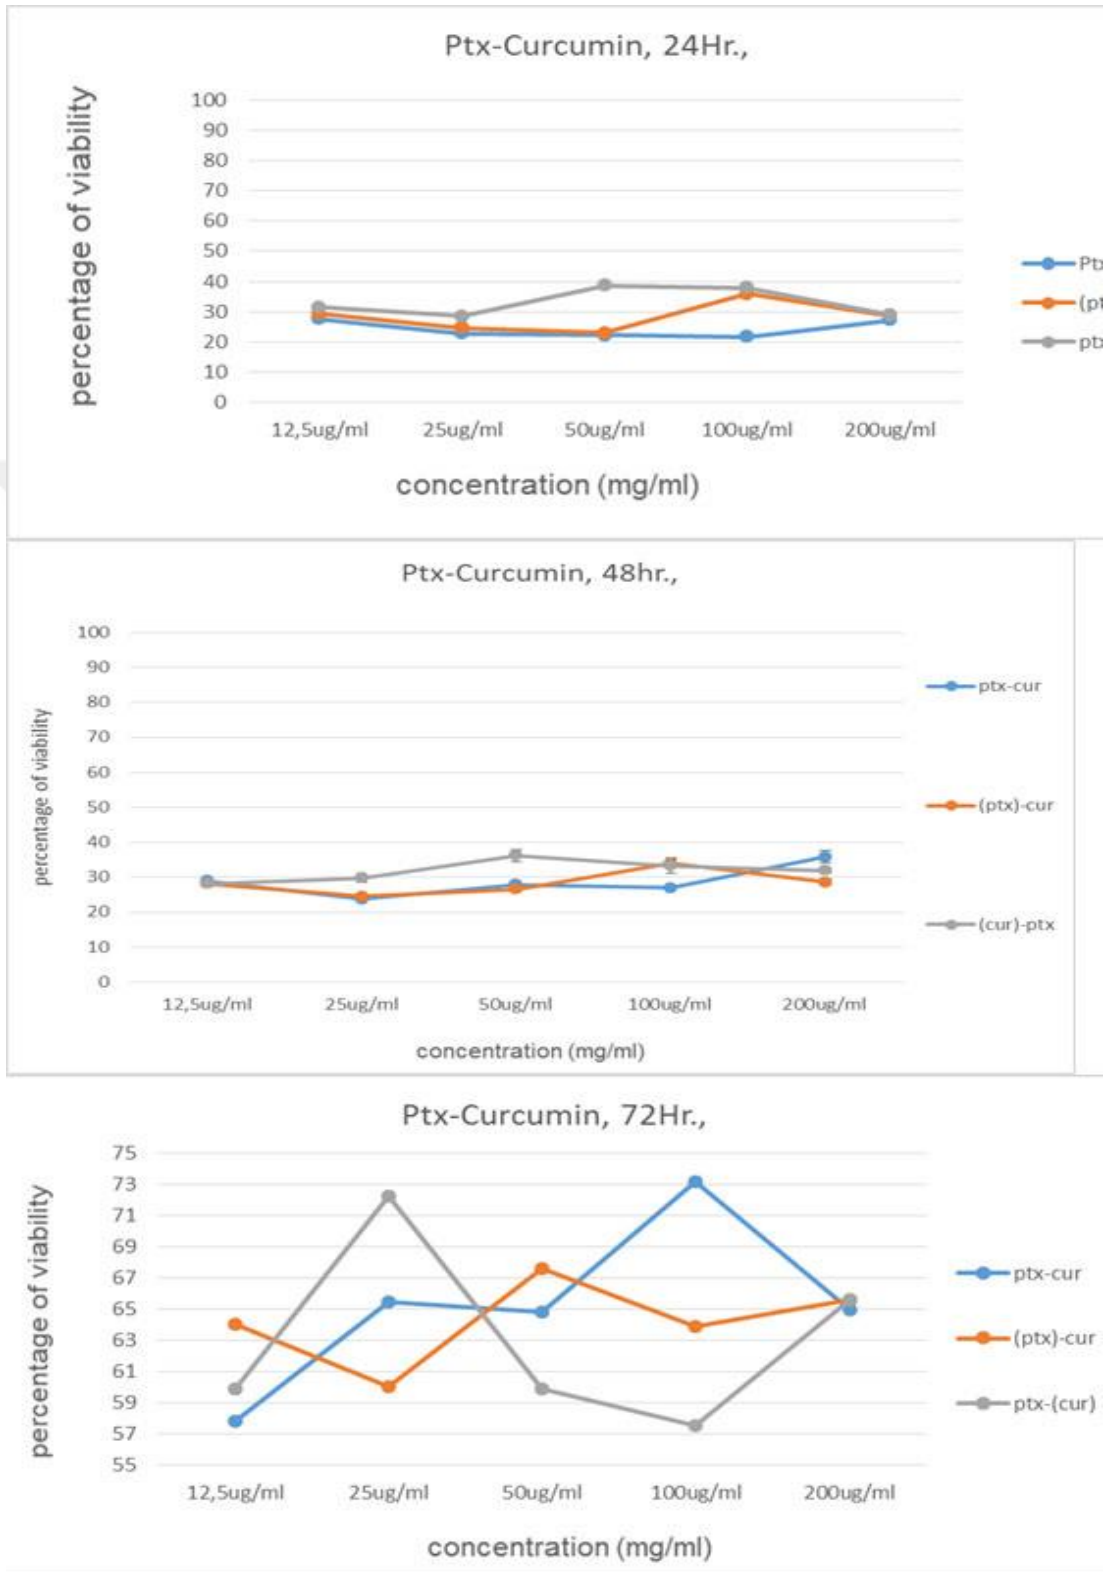 Ptx-Curcumin, 24Hr.,
percentage of viability
100
90
80
70
60
50
40
30
20
10
0
12,5ug/ml 25ug/ml 50ug/ml 100ug/ml 200ug/ml
concentration (mg/ml)
Ptx
(pt
ptx
Ptx-Curcumin, 48hr.,
percentage of viability
100
90
80
70
60
50
40
30
20
10
0
12,5ug/ml 25ug/ml 50ug/ml 100ug/ml 200ug/ml
concentration (mg/ml)
ptx-cur
(ptx)-cur
(cur)-ptx
Ptx-Curcumin, 72Hr.,
percentage of viability
75
73
71
69
67
65
63
61
59
57
55
12,5ug/ml 25ug/ml 50ug/ml 100ug/ml 200ug/ml
concentration (mg/ml)
ptx-cur
(ptx)-cur
ptx-(cur)